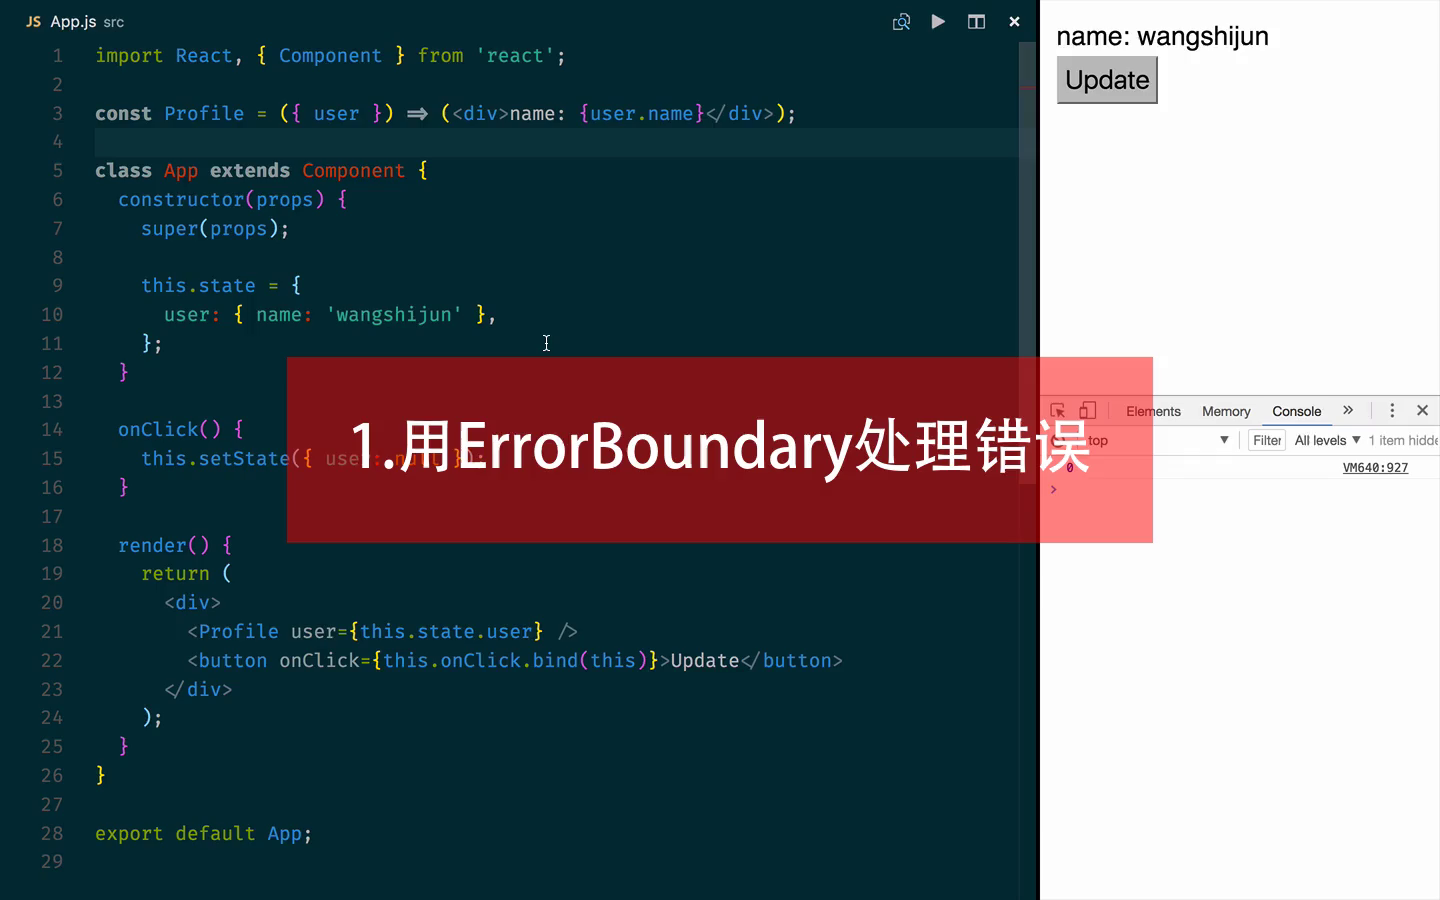 JS App.js src
1 import React, { Component } from 'react';
2
3 const Profile = ({ user }) => (<div>name: {user.name}</div>);
4
5 class App extends Component {
6 constructor(props) {
7 super(props);
8
9 this.state = {
10 user: { name: 'wangshijun' },
11 };
12 }
13
14 onClick() {
15 this.setState({ user: null });
16 }
17
18 render() {
19 return (
20 <div>
21 <Profile user={this.state.user} />
22 <button onClick={this.onClick.bind(this)}>Update</button>
23 </div>
24 );
25 }
26 }
27
28 export default App;
29
1.用ErrorBoundary处理错误
name: wangshijun
Update
Elements Memory Console »
top Filter All levels ▼ 1 item hidde
0 VM640:927
>